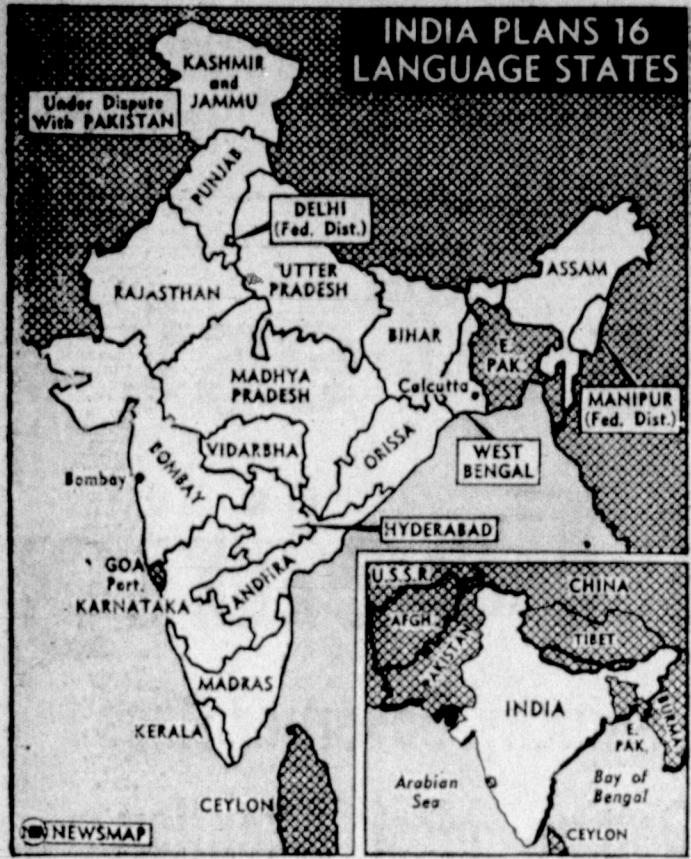 INDIA PLANS 16
LANGUAGE STATES
KASHMIR
and
JAMMU
Under Dispute
With PAKISTAN
PUNJAB
DELHI
(Fed. Dist.)
RAJASTHAN
UTTER
PRADESH
ASSAM
BIHAR
E.
PAK.
MADHYA
PRADESH
Calcutta
MANIPUR
(Fed. Dist.)
VIDARBHA
ORISSA
WEST
BENGAL
BOMBAY
Bombay
HYDERABAD
GOA
Port.
KARNATAKA
ANDHRA
MADRAS
KERALA
CEYLON
NEWSMAP
U.S.S.R.
CHINA
AFGH.
TIBET
PAKISTAN
INDIA
BURMA
E.
PAK.
Arabian
Sea
Bay of
Bengal
CEYLON